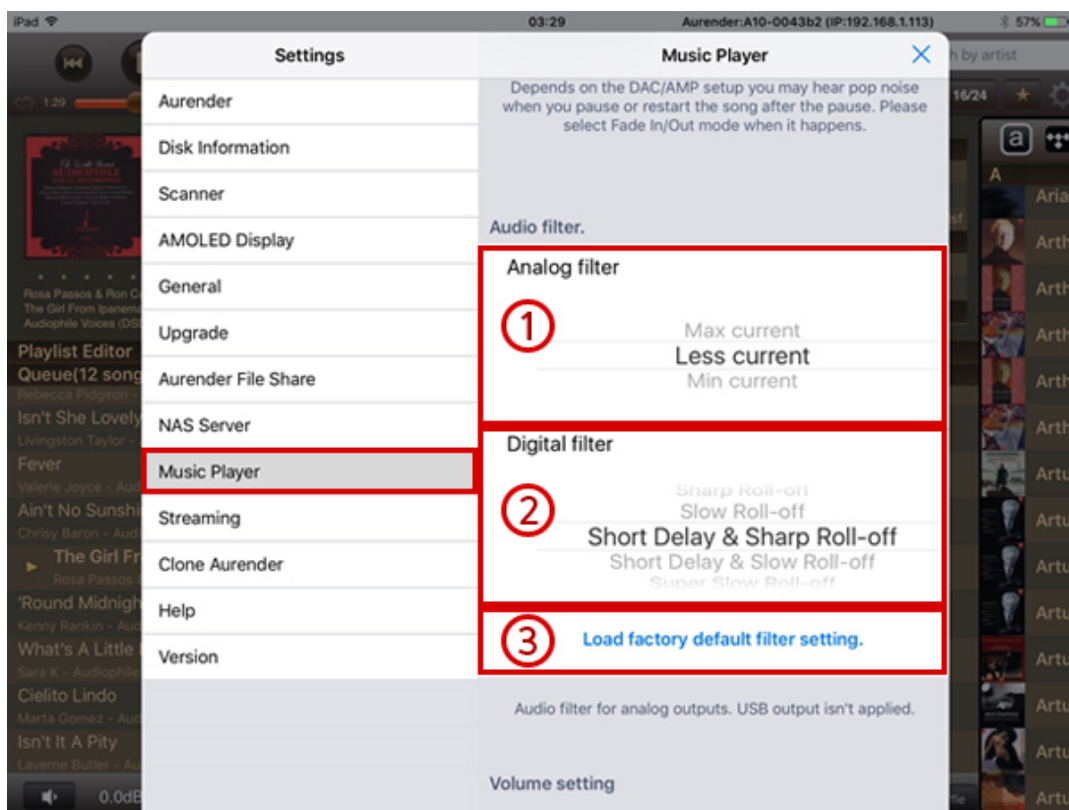 iPad
03:29
Aurender:A10-0043b2 (IP:192.168.1.113)
57%
Settings
Music Player
h by artist
1:29
16/24
Aurender
Disk Information
Scanner
AMOLED Display
General
Upgrade
Aurender File Share
NAS Server
Music Player
Streaming
Clone Aurender
Help
Version
Depends on the DAC/AMP setup you may hear pop noise
when you pause or restart the song after the pause. Please
select Fade In/Out mode when it happens.
Audio filter.
Analog filter
1
Max current
Less current
Min current
Digital filter
2
Sharp Roll-off
Slow Roll-off
Short Delay & Sharp Roll-off
Short Delay & Slow Roll-off
Super Slow Roll-off
3
Load factory default filter setting.
Audio filter for analog outputs. USB output isn't applied.
Volume setting
AUDIOPHILE
Rosa Passos & Ron C
The Girl From Ipanema
Audiophile Voices (DSD
Playlist Editor
Queue(12 song
Rebecca Pidgeon -
Isn't She Lovely
Livingston Taylor -
Fever
Valerie Joyce - Aud
Ain't No Sunshi
Chrisy Baron - Audi
The Girl Fr
Rosa Passos &
'Round Midnigh
Kenny Rankin - Aud
What's A Little
Sara K - Audiophile
Cielito Lindo
Marta Gomez - Aud
Isn't It A Pity
Laverne Butler - Au
0.0dB
a
A
Aria
Arth
Arth
Arth
Arth
Arth
Artu
Artu
Artu
Artu
Artu
Artu
Artu
Artu